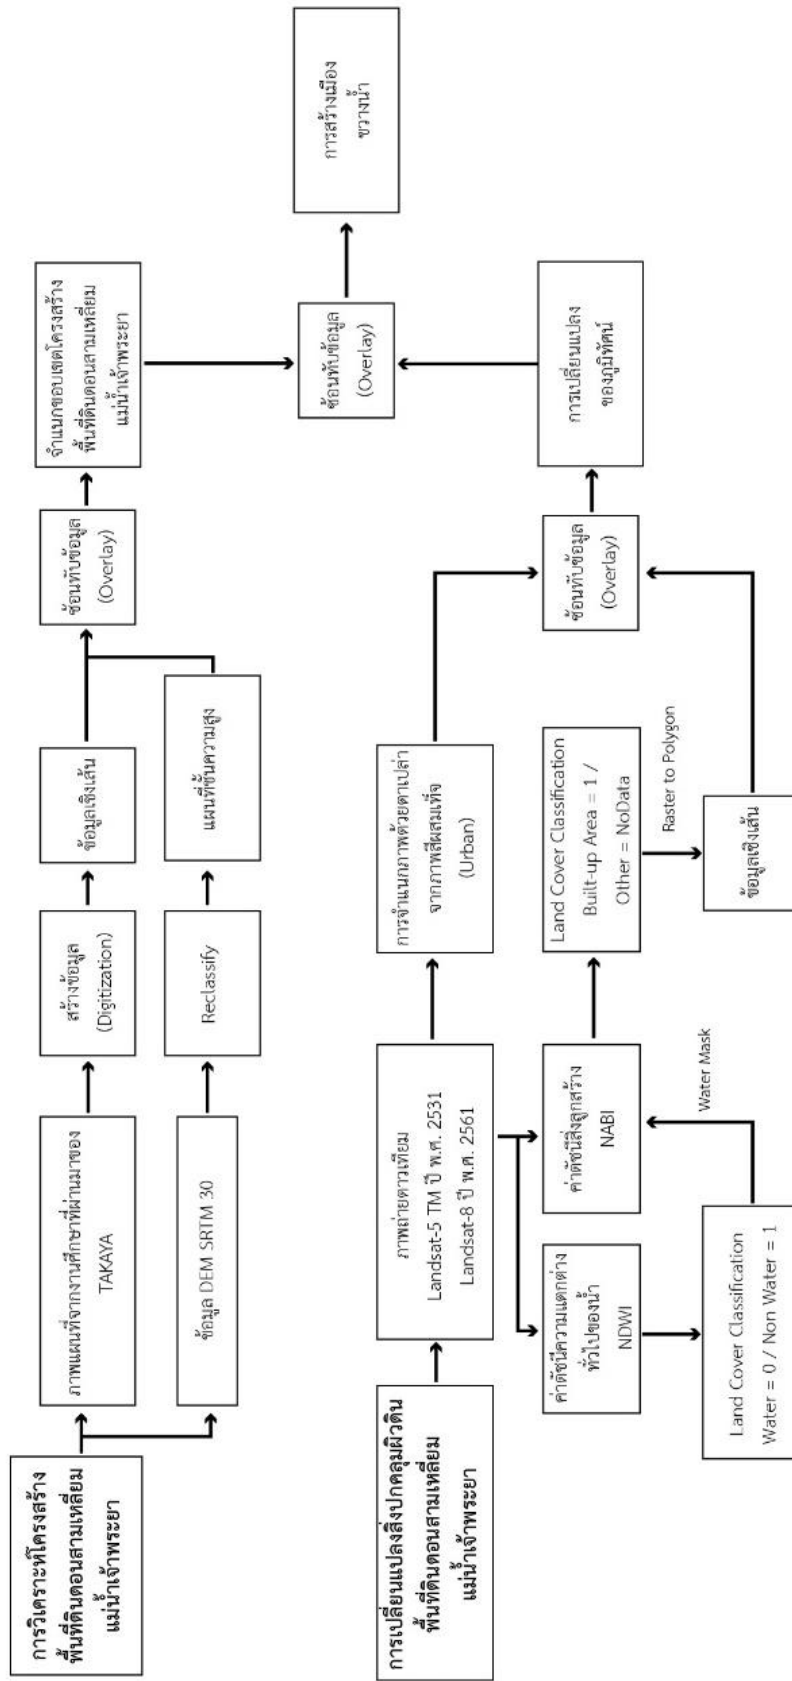 การวิเคราะห์โครงสร้าง
พื้นที่ดินดอนสามเหลี่ยม
แม่น้ำเจ้าพระยา
ภาพแผนที่จากงานศึกษาที่ผ่านมาของ
TAKAYA
สร้างข้อมูล
(Digitization)
ข้อมูลเชิงเส้น
ข้อมูล DEM SRTM 30
Reclassify
แผนที่ชั้นความสูง
ซ้อนทับข้อมูล
(Overlay)
จำแนกขอบเขตโครงสร้าง
พื้นที่ดินดอนสามเหลี่ยม
แม่น้ำเจ้าพระยา
ซ้อนทับข้อมูล
(Overlay)
การสร้างเมือง
ขวางน้ำ
การเปลี่ยนแปลงสิ่งปกคลุมผิวดิน
พื้นที่ดินดอนสามเหลี่ยม
แม่น้ำเจ้าพระยา
ภาพถ่ายดาวเทียม
Landsat-5 TM ปี พ.ศ. 2531
Landsat-8 ปี พ.ศ. 2561
การจำแนกภาพด้วยตาเปล่า
จากภาพสีผสมเท็จ
(Urban)
ค่าดัชนีความแตกต่าง
ทั่วไปของน้ำ
NDWI
ค่าดัชนีสิ่งลูกสร้าง
NABI
Land Cover Classification
Built-up Area = 1 /
Other = NoData
Land Cover Classification
Water = 0 / Non Water = 1
Water Mask
Raster to Polygon
ข้อมูลเชิงเส้น
ซ้อนทับข้อมูล
(Overlay)
การเปลี่ยนแปลง
ของภูมิทัศน์